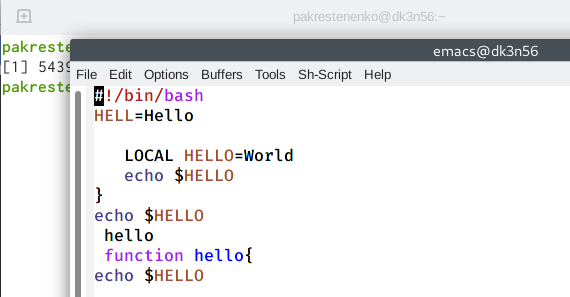 pakrestenenko@dk3n56:~
pakreste
[1] 5439
pakreste
emacs@dk3n56
File Edit Options Buffers Tools Sh-Script Help
#!/bin/bash
HELL=Hello
LOCAL HELLO=World
echo $HELLO
}
echo $HELLO
hello
function hello{
echo $HELLO